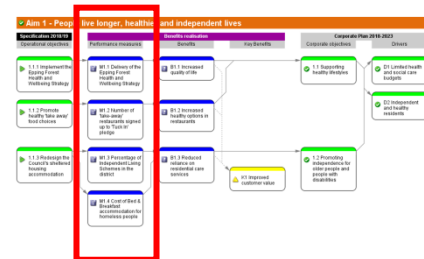 Aim 1 - People live longer, healthier and independent lives
Specification 2018/19
Benefits realisation
Corporate Plan 2018-2023
Operational objectives
Performance measures
Benefits
Key Benefits
Corporate objectives
Drivers
1.1.1 Implement the
Epping Forest
Health and
Wellbeing Strategy
M1.1 Delivery of the
Epping Forest
Health and
Wellbeing Strategy
B1.1 Increased
quality of life
1.1 Supporting
healthy lifestyles
D1 Limited health
and social care
budgets
1.1.2 Promote
healthy 'take away'
food choices
M1.2 Number of
'take-away'
restaurants signed
up to 'Tuck In'
pledge
B1.2 Increased
healthy options in
restaurants
D2 Independent
and healthy
residents
1.1.3 Redesign the
Council's sheltered
housing
accommodation
M1.3 Percentage of
Independent Living
Schemes in the
district
B1.3 Reduced
reliance on
residential care
services
K1 Improved
customer value
1.2 Promoting
independence for
older people and
people with
disabilities
M1.4 Cost of Bed &
Breakfast
accommodation for
homeless people